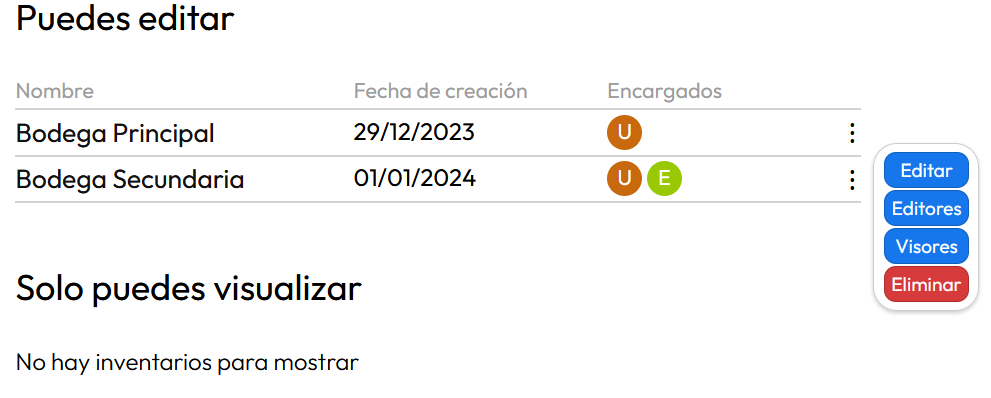 Puedes editar
Nombre Fecha de creación Encargados
Bodega Principal 29/12/2023 U
Bodega Secundaria 01/01/2024 U E
Editar
Editores
Visores
Eliminar
Solo puedes visualizar
No hay inventarios para mostrar